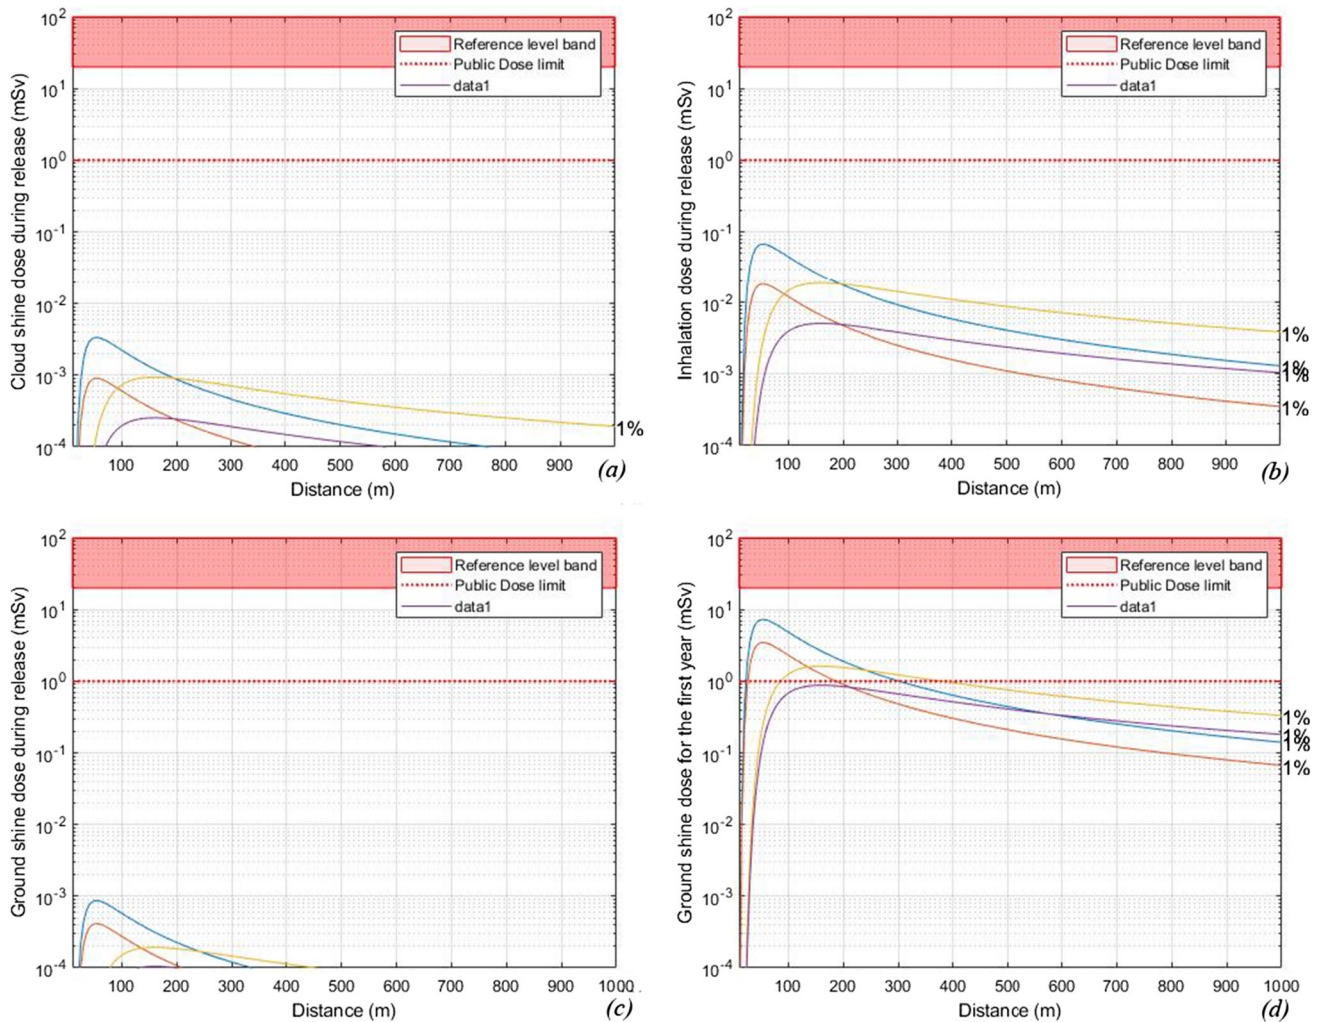 10^2
Reference level band
Public Dose limit
data1
10^1
10^0
10^-1
10^-2
10^-3
10^-4
Cloud shine dose during release (mSv)
1%
100 200 300 400 500 600 700 800 900
Distance (m)
(a)
10^2
Reference level band
Public Dose limit
data1
10^1
10^0
10^-1
10^-2
10^-3
10^-4
Inhalation dose during release (mSv)
1%
1%
1%
1%
100 200 300 400 500 600 700 800 900
Distance (m)
(b)
10^2
Reference level band
Public Dose limit
data1
10^1
10^0
10^-1
10^-2
10^-3
10^-4
Ground shine dose during release (mSv)
100 200 300 400 500 600 700 800 900 1000
Distance (m)
(c)
10^2
Reference level band
Public Dose limit
data1
10^1
10^0
10^-1
10^-2
10^-3
10^-4
Ground shine dose for the first year (mSv)
1%
1%
1%
1%
100 200 300 400 500 600 700 800 900 1000
Distance (m)
(d)